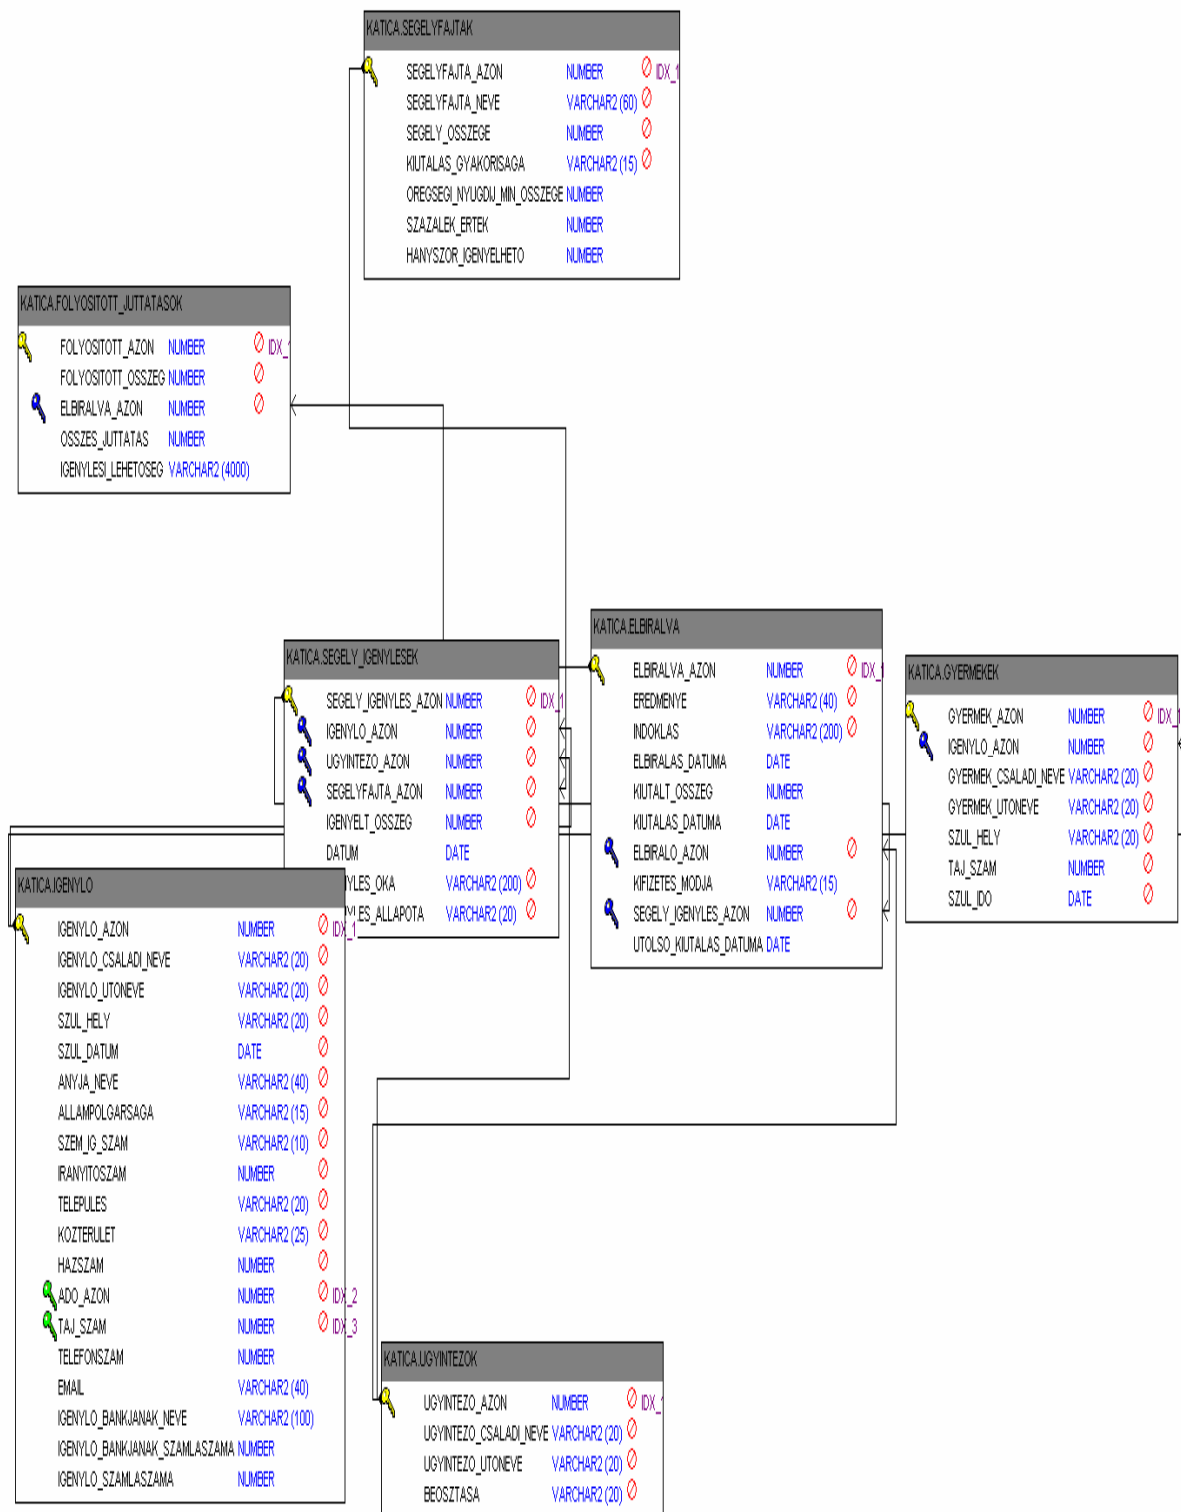 KATICA.SEGELYFAJTAK
SEGELYFAJTA_AZON NUMBER IDX_1
SEGELYFAJTA_NEVE VARCHAR2 (60)
SEGELY_OSSZEGE NUMBER
KIUTALAS_GYAKORISAGA VARCHAR2 (15)
OREGSEGI_NYUGDIJ_MIN_OSSZEGE NUMBER
SZAZALEK_ERTEK NUMBER
HANYSZOR_IGENYELHETO NUMBER
KATICA.FOLYOSITOTT_JUTTATASOK
FOLYOSITOTT_AZON NUMBER IDX_1
FOLYOSITOTT_OSSZEG NUMBER
ELBIRALVA_AZON NUMBER
OSSZES_JUTTATAS NUMBER
IGENYLESI_LEHETOSEG VARCHAR2 (4000)
KATICA.SEGELY_IGENYLESEK
SEGELY_IGENYLES_AZON NUMBER IDX_1
IGENYLO_AZON NUMBER
UGYINTEZO_AZON NUMBER
SEGELYFAJTA_AZON NUMBER
IGENYELT_OSSZEG NUMBER
DATUM DATE
NYLES_OKA VARCHAR2 (200)
YLES_ALLAPOTA VARCHAR2 (20)
KATICA.ELBIRALVA
ELBIRALVA_AZON NUMBER IDX_1
EREDMENYE VARCHAR2 (40)
INDOKLAS VARCHAR2 (200)
ELBIRALAS_DATUMA DATE
KIUTALT_OSSZEG NUMBER
KIUTALAS_DATUMA DATE
ELBIRALO_AZON NUMBER
KIFIZETES_MODJA VARCHAR2 (15)
SEGELY_IGENYLES_AZON NUMBER
UTOLSO_KIUTALAS_DATUMA DATE
KATICA.GYERMEKEK
GYERMEK_AZON NUMBER IDX_1
IGENYLO_AZON NUMBER
GYERMEK_CSALADI_NEVE VARCHAR2 (20)
GYERMEK_UTONEVE VARCHAR2 (20)
SZUL_HELY VARCHAR2 (20)
TAJ_SZAM NUMBER
SZUL_IDO DATE
KATICA.IGENYLO
IGENYLO_AZON NUMBER IDX_1
IGENYLO_CSALADI_NEVE VARCHAR2 (20)
IGENYLO_UTONEVE VARCHAR2 (20)
SZUL_HELY VARCHAR2 (20)
SZUL_DATUM DATE
ANYJA_NEVE VARCHAR2 (40)
ALLAMPOLGARSAGA VARCHAR2 (15)
SZEM_IG_SZAM VARCHAR2 (10)
IRANYITOSZAM NUMBER
TELEPULES VARCHAR2 (20)
KOZTERULET VARCHAR2 (25)
HAZSZAM NUMBER
ADO_AZON NUMBER IDX_2
TAJ_SZAM NUMBER IDX_3
TELEFONSZAM NUMBER
EMAIL VARCHAR2 (40)
IGENYLO_BANKJANAK_NEVE VARCHAR2 (100)
IGENYLO_BANKJANAK_SZAMLASZAMA NUMBER
IGENYLO_SZAMLASZAMA NUMBER
KATICA.UGYINTEZOK
UGYINTEZO_AZON NUMBER IDX_1
UGYINTEZO_CSALADI_NEVE VARCHAR2 (20)
UGYINTEZO_UTONEVE VARCHAR2 (20)
BEOSZTASA VARCHAR2 (20)